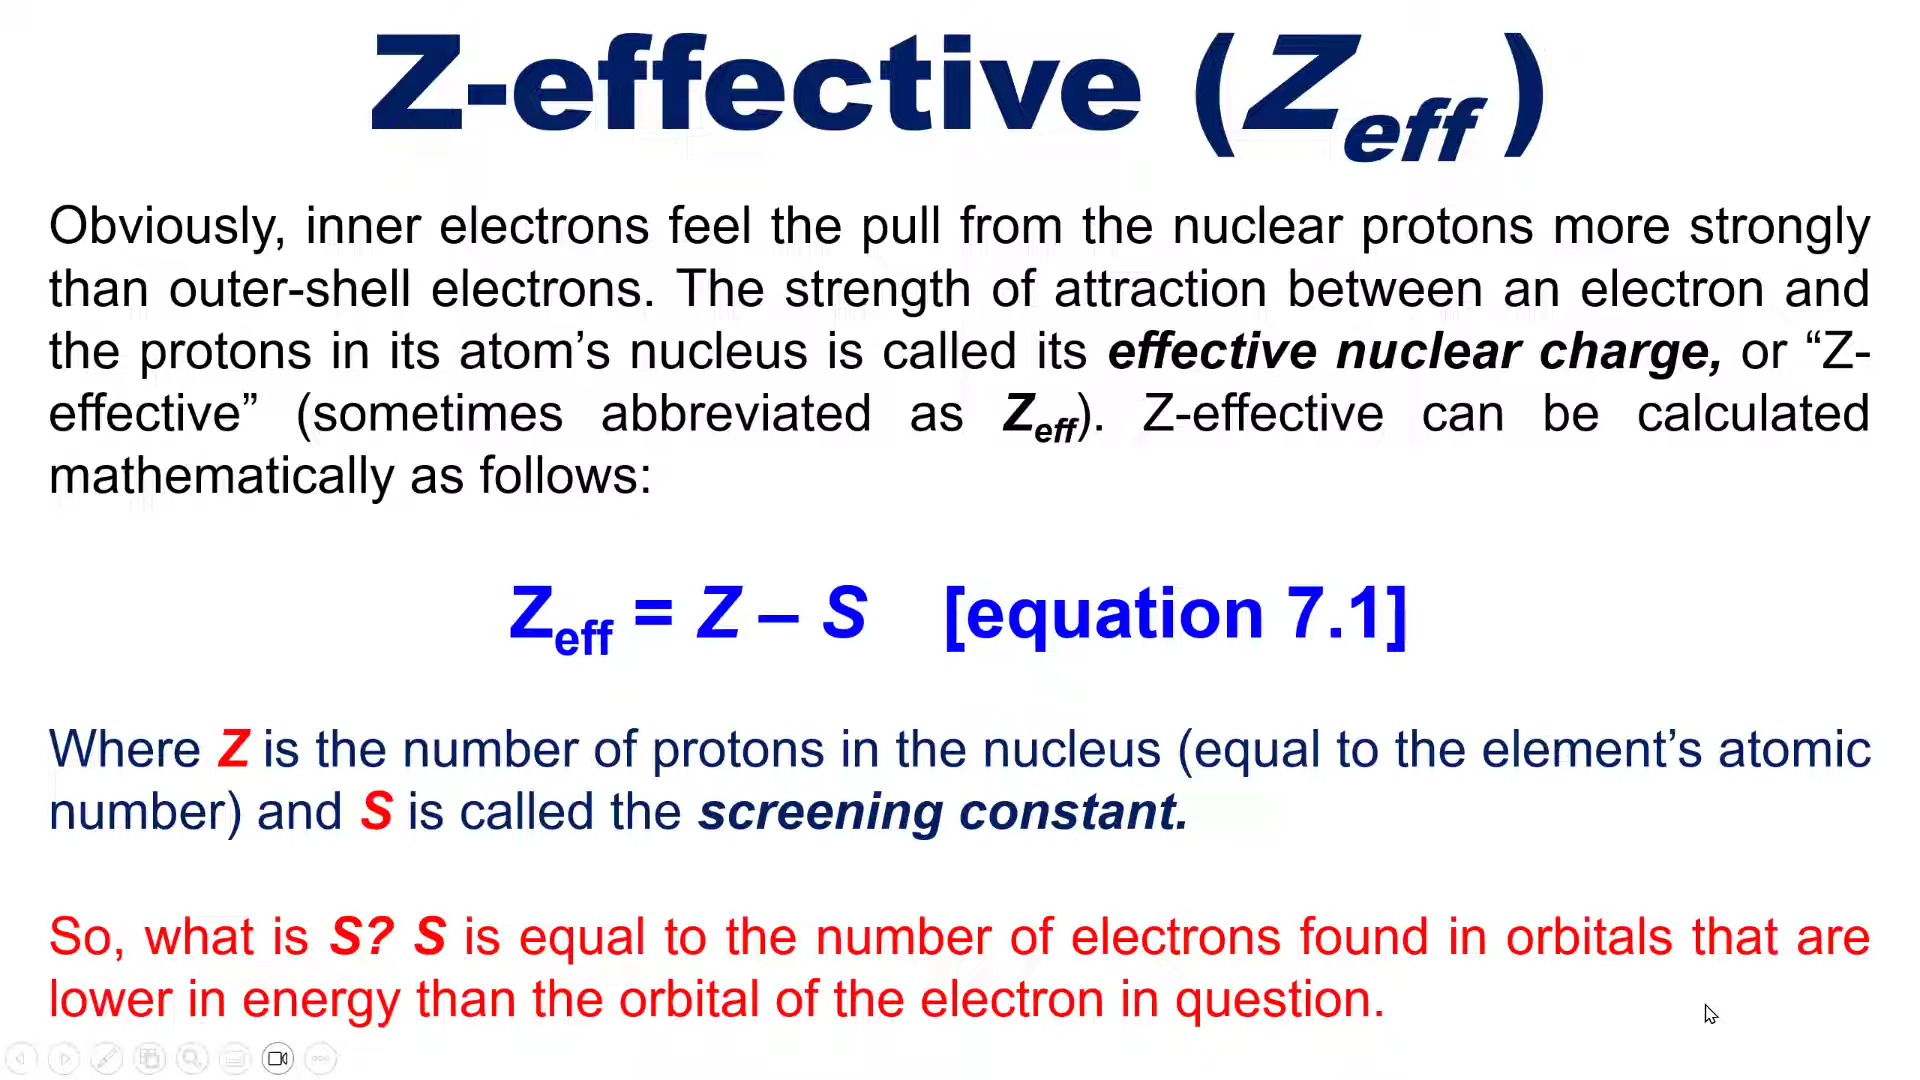 Z-effective (Zeff )
Obviously, inner electrons feel the pull from the nuclear protons more strongly
than outer-shell electrons. The strength of attraction between an electron and
the protons in its atom’s nucleus is called its effective nuclear charge, or “Z-
effective” (sometimes abbreviated as Zeff). Z-effective can be calculated
mathematically as follows:
Zeff = Z – S [equation 7.1]
Where Z is the number of protons in the nucleus (equal to the element’s atomic
number) and S is called the screening constant.
So, what is S? S is equal to the number of electrons found in orbitals that are
lower in energy than the orbital of the electron in question.